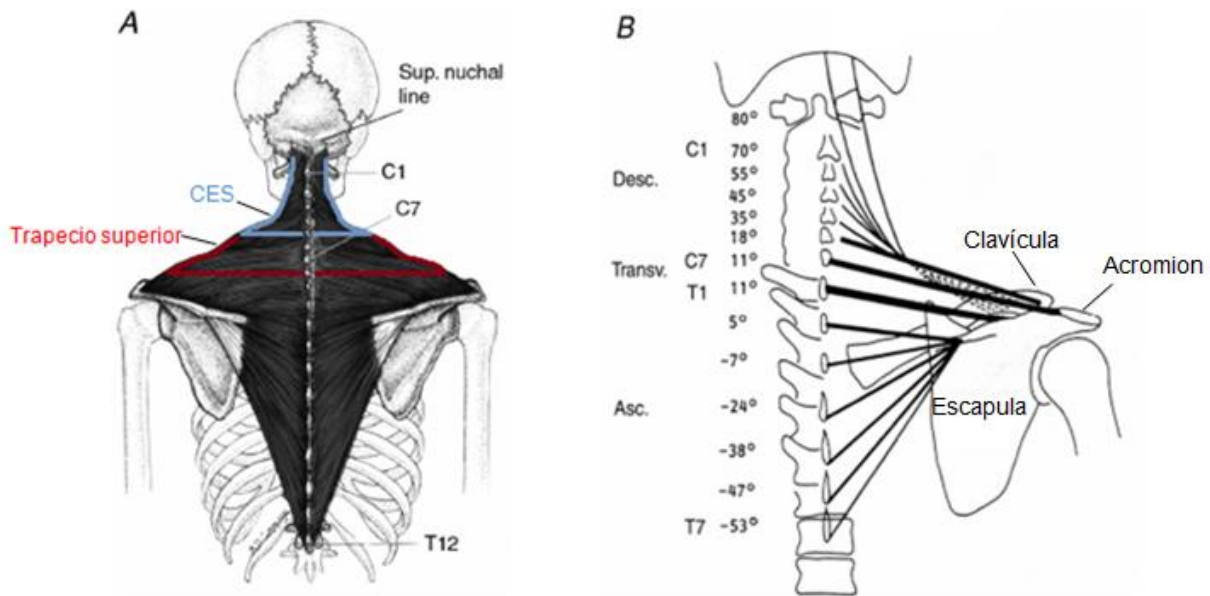 A
Sup. nuchal
line
C1
CES
C7
Trapecio superior
T12
B
80°
C1 70°
Desc. 55°
45°
35°
18°
Transv. C7 11°
T1 11°
5°
-7°
Asc. -24°
-38°
-47°
T7 -53°
Clavícula
Acromion
Escapula